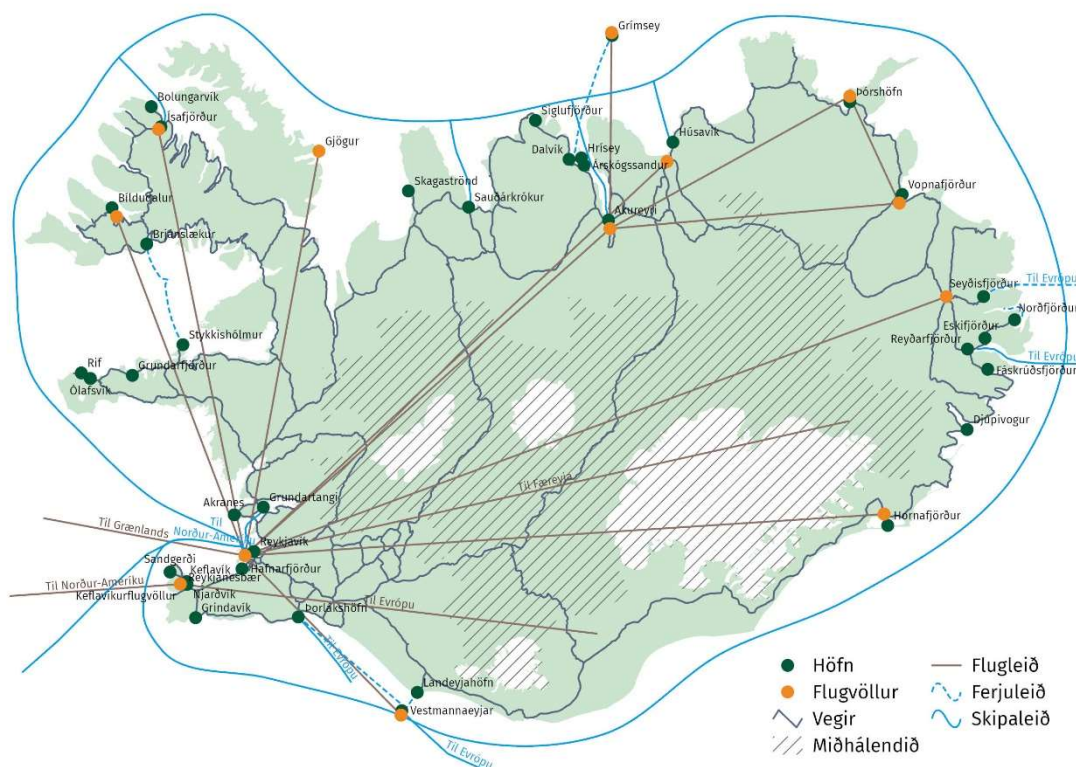 Grímsey
Bolungarvík
Ísafjörður
Gjögur
Siglufjörður
Þórshöfn
Húsavík
Dalvík
Hrísey
Árskógssandur
Skagaströnd
Sauðárkrókur
Vopnafjörður
Bíldudalur
Akureyri
Brjánslækur
Seyðisfjörður
Til Evrópu
Norðfjörður
Eskifjörður
Reyðarfjörður
Til Evrópu
Fáskrúðsfjörður
Stykkishólmur
Rif
Grundarfjörður
Ólafsvík
Djúpivogur
Akranes
Grundartangi
Til Færeyja
Hornafjörður
Til Grænlands
Til
Norður-Ameríku
Reykjavík
Sandgerði
Keflavík
Hafnarfjörður
Reykjanesbær
Til Norður-Ameríku
Keflavíkurflugvöllur
Njarðvík
Til Evrópu
Grindavík
Þorlákshöfn
Til Evrópu
Landeyjahöfn
Vestmannaeyjar
Til Evrópu
Höfn
Flugvöllur
Vegir
Miðhálendið
Flugleið
Ferjuleið
Skipaleið